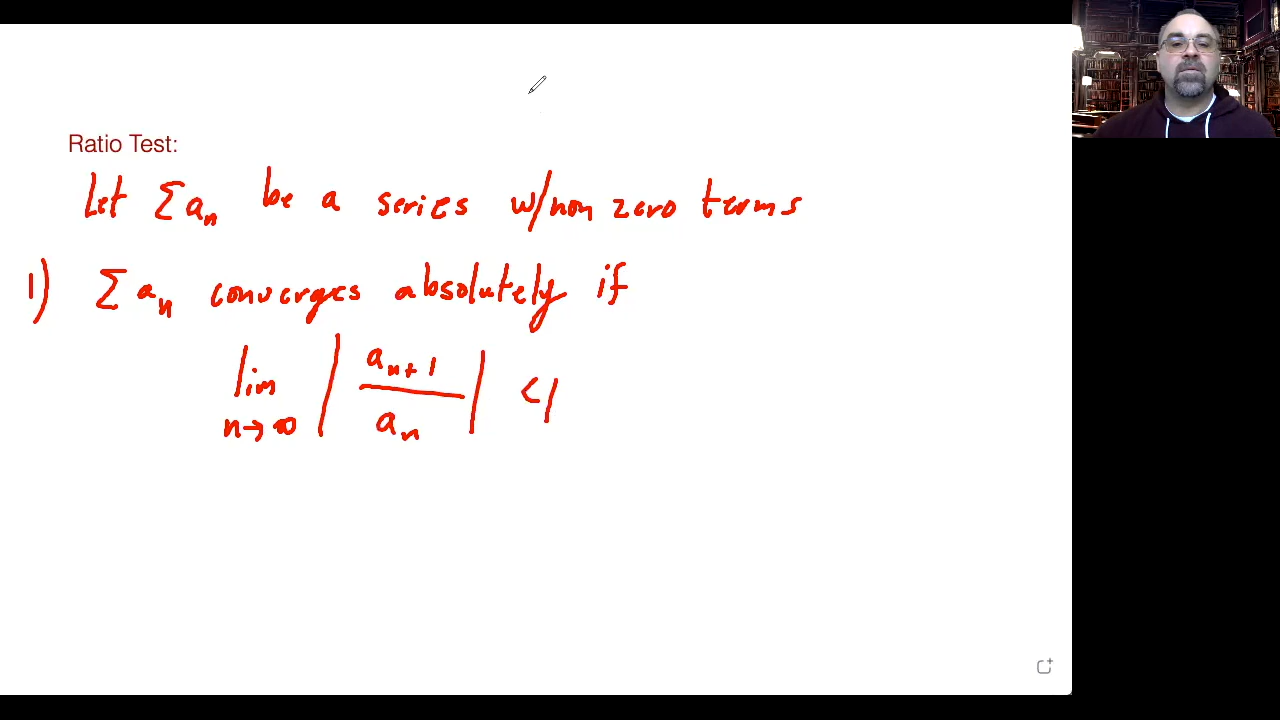 Ratio Test:
Let Σ aₙ be a series w/non zero terms
1) Σ aₙ converges absolutely if
lim n→∞ | aₙ₊₁ / aₙ | <1